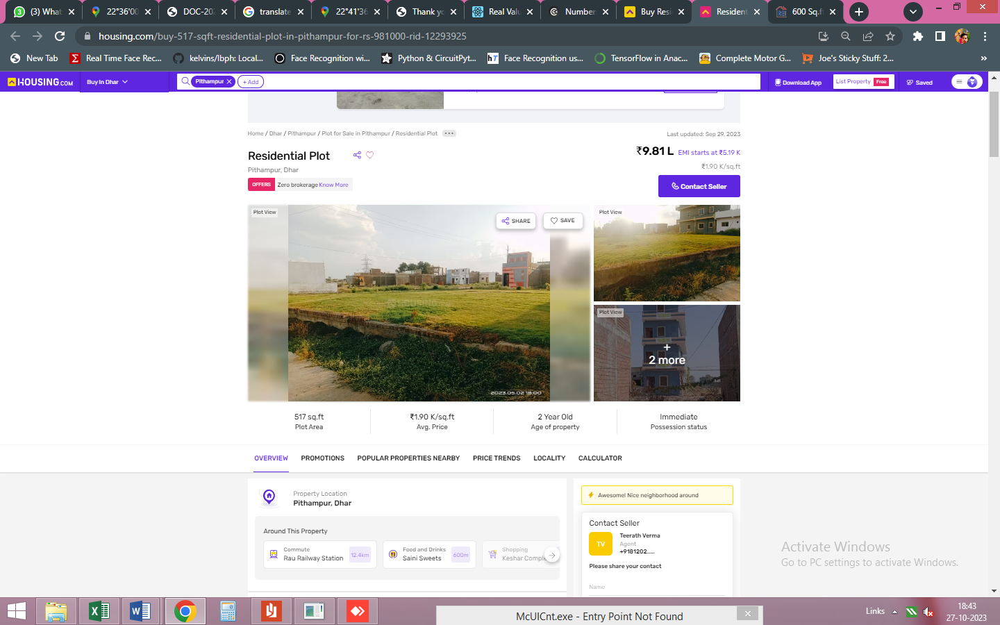 (3) What
22°36'00
DOC-20
translate
22°41'36
Thank yo
Real Valu
Number
Buy Resi
Resident
600 Sq.f
housing.com/buy-517-sqft-residential-plot-in-pithampur-for-rs-981000-rid-12293925
New Tab
Real Time Face Rec...
kelvins/lbph: Local...
Face Recognition wi...
Python & CircuitPyt...
hT
Face Recognition us...
TensorFlow in Anac...
Complete Motor G...
Joe's Sticky Stuff: 2...
»
HOUSING.COM
Buy In Dhar
Pithampur
+ Add
Download App
List Property Free
Saved
Home / Dhar / Pithampur / Plot for Sale in Pithampur / Residential Plot
Last updated: Sep 29, 2023
Residential Plot
₹9.81 L EMI starts at ₹5.19 K
Pithampur, Dhar
₹1.90 K/sq.ft
OFFERS Zero brokerage Know More
Contact Seller
Plot View
SHARE
SAVE
2023.05.02 18:00
Plot View
Plot View
+
2 more
517 sq.ft
Plot Area
₹1.90 K/sq.ft
Avg. Price
2 Year Old
Age of property
Immediate
Possession status
OVERVIEW PROMOTIONS POPULAR PROPERTIES NEARBY PRICE TRENDS LOCALITY CALCULATOR
Property Location
Pithampur, Dhar
Around This Property
Commute
Rau Railway Station
12.4km
Food and Drinks
Saini Sweets
600m
Shopping
Keshar Comple
Awesome! Nice neighborhood around
Contact Seller
TV
Teerath Verma
Agent
+9181202.....
Please share your contact
Name
Activate Windows
Go to PC settings to activate Windows.
McUICnt.exe - Entry Point Not Found
Links
18:43
27-10-2023